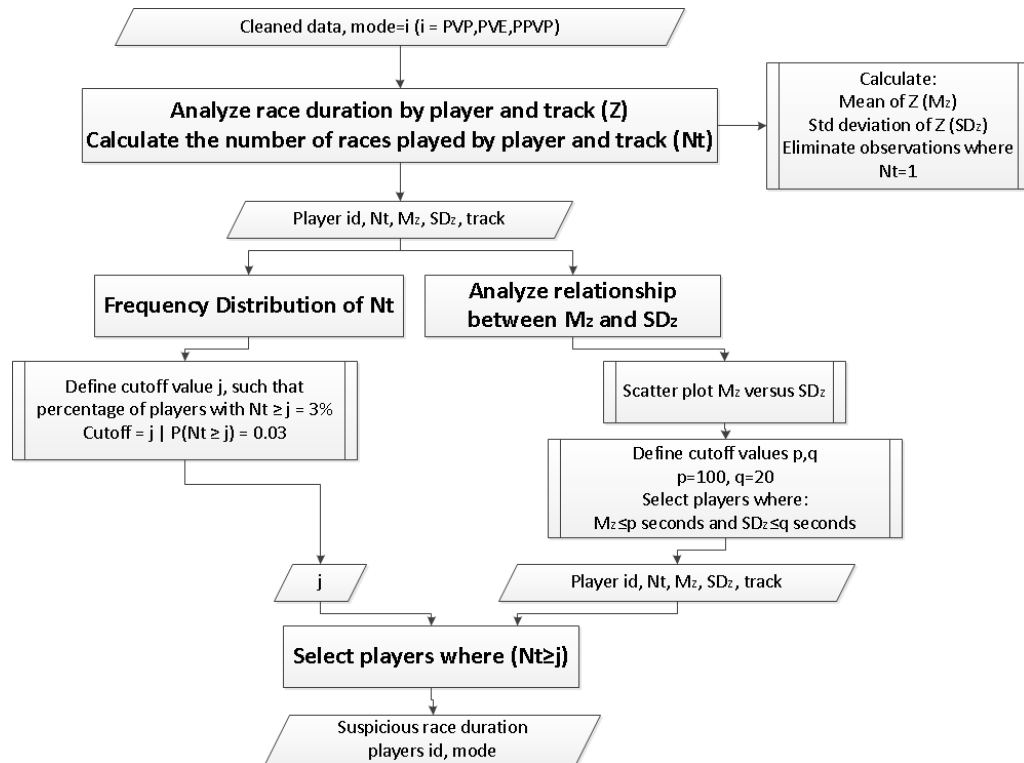 Cleaned data, mode=i (i = PVP,PVE,PPVP)
Analyze race duration by player and track (Z)
Calculate the number of races played by player and track (Nt)
Calculate:
Mean of Z (Mz)
Std deviation of Z (SDz)
Eliminate observations where
Nt=1
Player id, Nt, Mz, SDz, track
Frequency Distribution of Nt
Analyze relationship
between Mz and SDz
Define cutoff value j, such that
percentage of players with Nt ≥ j = 3%
Cutoff = j | P(Nt ≥ j) = 0.03
Scatter plot Mz versus SDz
Define cutoff values p,q
p=100, q=20
Select players where:
Mz≤p seconds and SDz≤q seconds
j
Player id, Nt, Mz, SDz, track
Select players where (Nt≥j)
Suspicious race duration
players id, mode